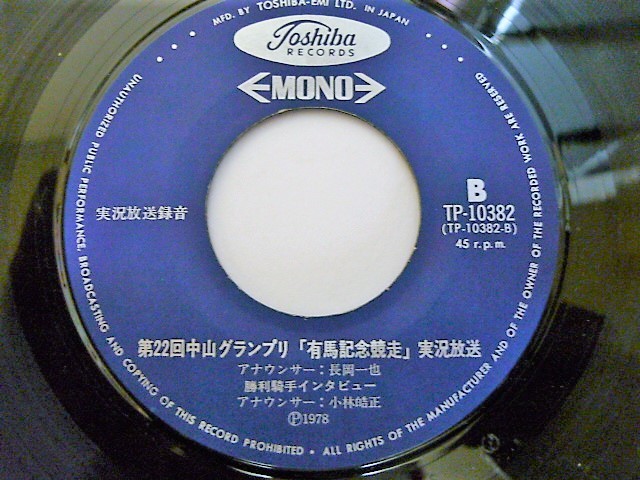 MFD. BY TOSHIBA-EMI LTD. IN JAPAN
Toshiba
RECORDS
MONO
B
TP-10382
(TP-10382-B)
45 r.p.m.
実況放送録音
第22回中山グランプリ「有馬記念競走」実況放送
アナウンサー：長岡一也
勝利騎手インタビュー
アナウンサー：小林皓正
Ⓟ1978
UNAUTHORIZED PUBLIC PERFORMANCE, BROADCASTING AND COPYING OF THIS RECORD PROHIBITED • ALL RIGHTS OF THE MANUFACTURER AND OF THE OWNER OF THE RECORDED WORK ARE RESERVED